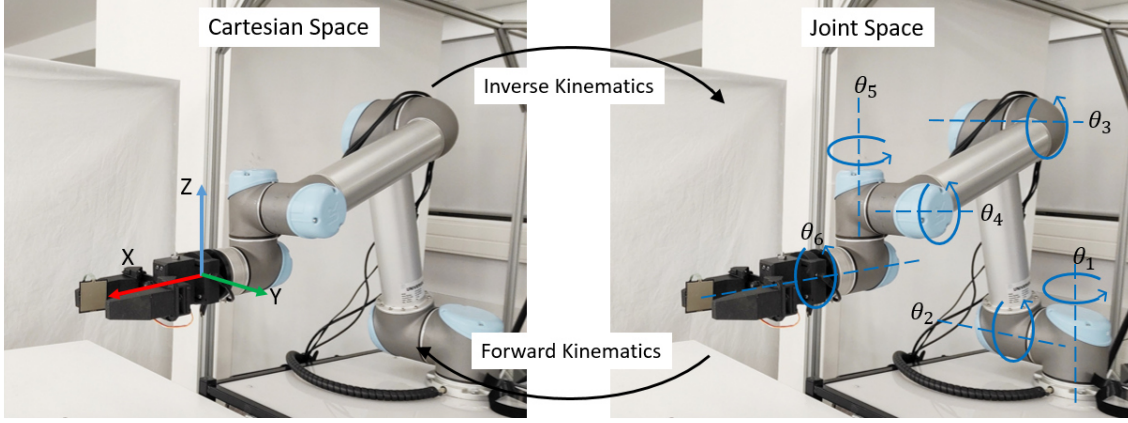 Cartesian Space
Joint Space
Inverse Kinematics
θ5
θ3
Z
θ4
X
θ6
Y
θ1
θ2
Forward Kinematics